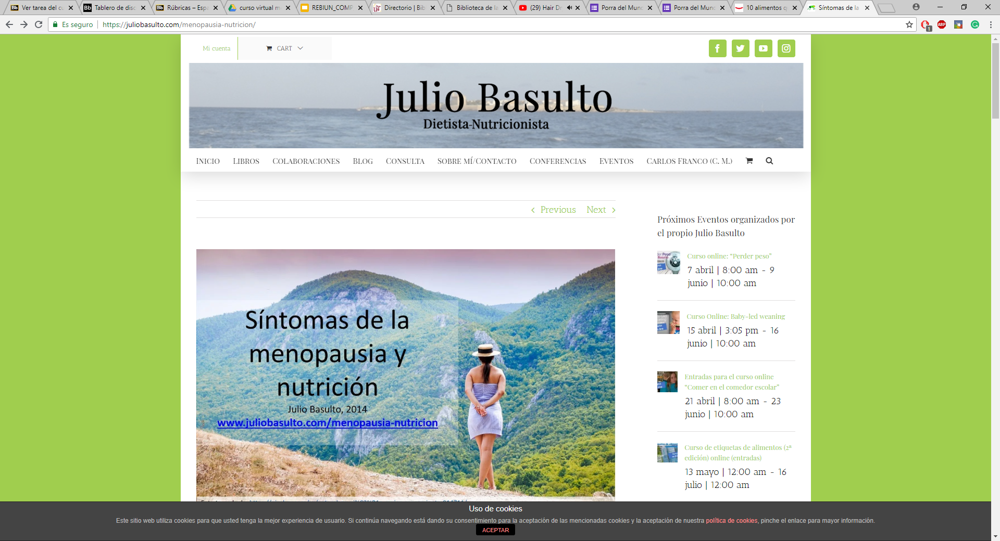 Ver tarea del cu
Tablero de disc
Rúbricas – Espa
curso virtual m
REBIUN_COMP
Directorio | Bib
Biblioteca de la
(29) Hair Dr
Porra del Mund
Porra del Mund
10 alimentos q
Síntomas de la
Es seguro
https://juliobasulto.com/menopausia-nutricion/
Mi cuenta
CART
Julio Basulto
Dietista-Nutricionista
Inicio Libros Colaboraciones Blog Consulta Sobre mí/Contacto Conferencias Eventos Carlos Franco (C. M.)
Previous Next
Síntomas de la
menopausia y
nutrición
Julio Basulto, 2014
www.juliobasulto.com/menopausia-nutricion
Próximos Eventos organizados por
el propio Julio Basulto
Curso online: “Perder peso”
7 abril | 8:00 am - 9
junio | 10:00 am
Curso Online: Baby-led weaning
15 abril | 3:05 pm - 16
junio | 10:00 am
Entradas para el curso online
“Comer en el comedor escolar”
21 abril | 8:00 am - 23
junio | 10:00 am
Curso de etiquetas de alimentos (2ª
edición) online (entradas)
13 mayo | 12:00 am - 16
julio | 12:00 am
Uso de cookies
Este sitio web utiliza cookies para que usted tenga la mejor experiencia de usuario. Si continúa navegando está dando su consentimiento para la aceptación de las mencionadas cookies y la aceptación de nuestra política de cookies, pinche el enlace para mayor información.
ACEPTAR